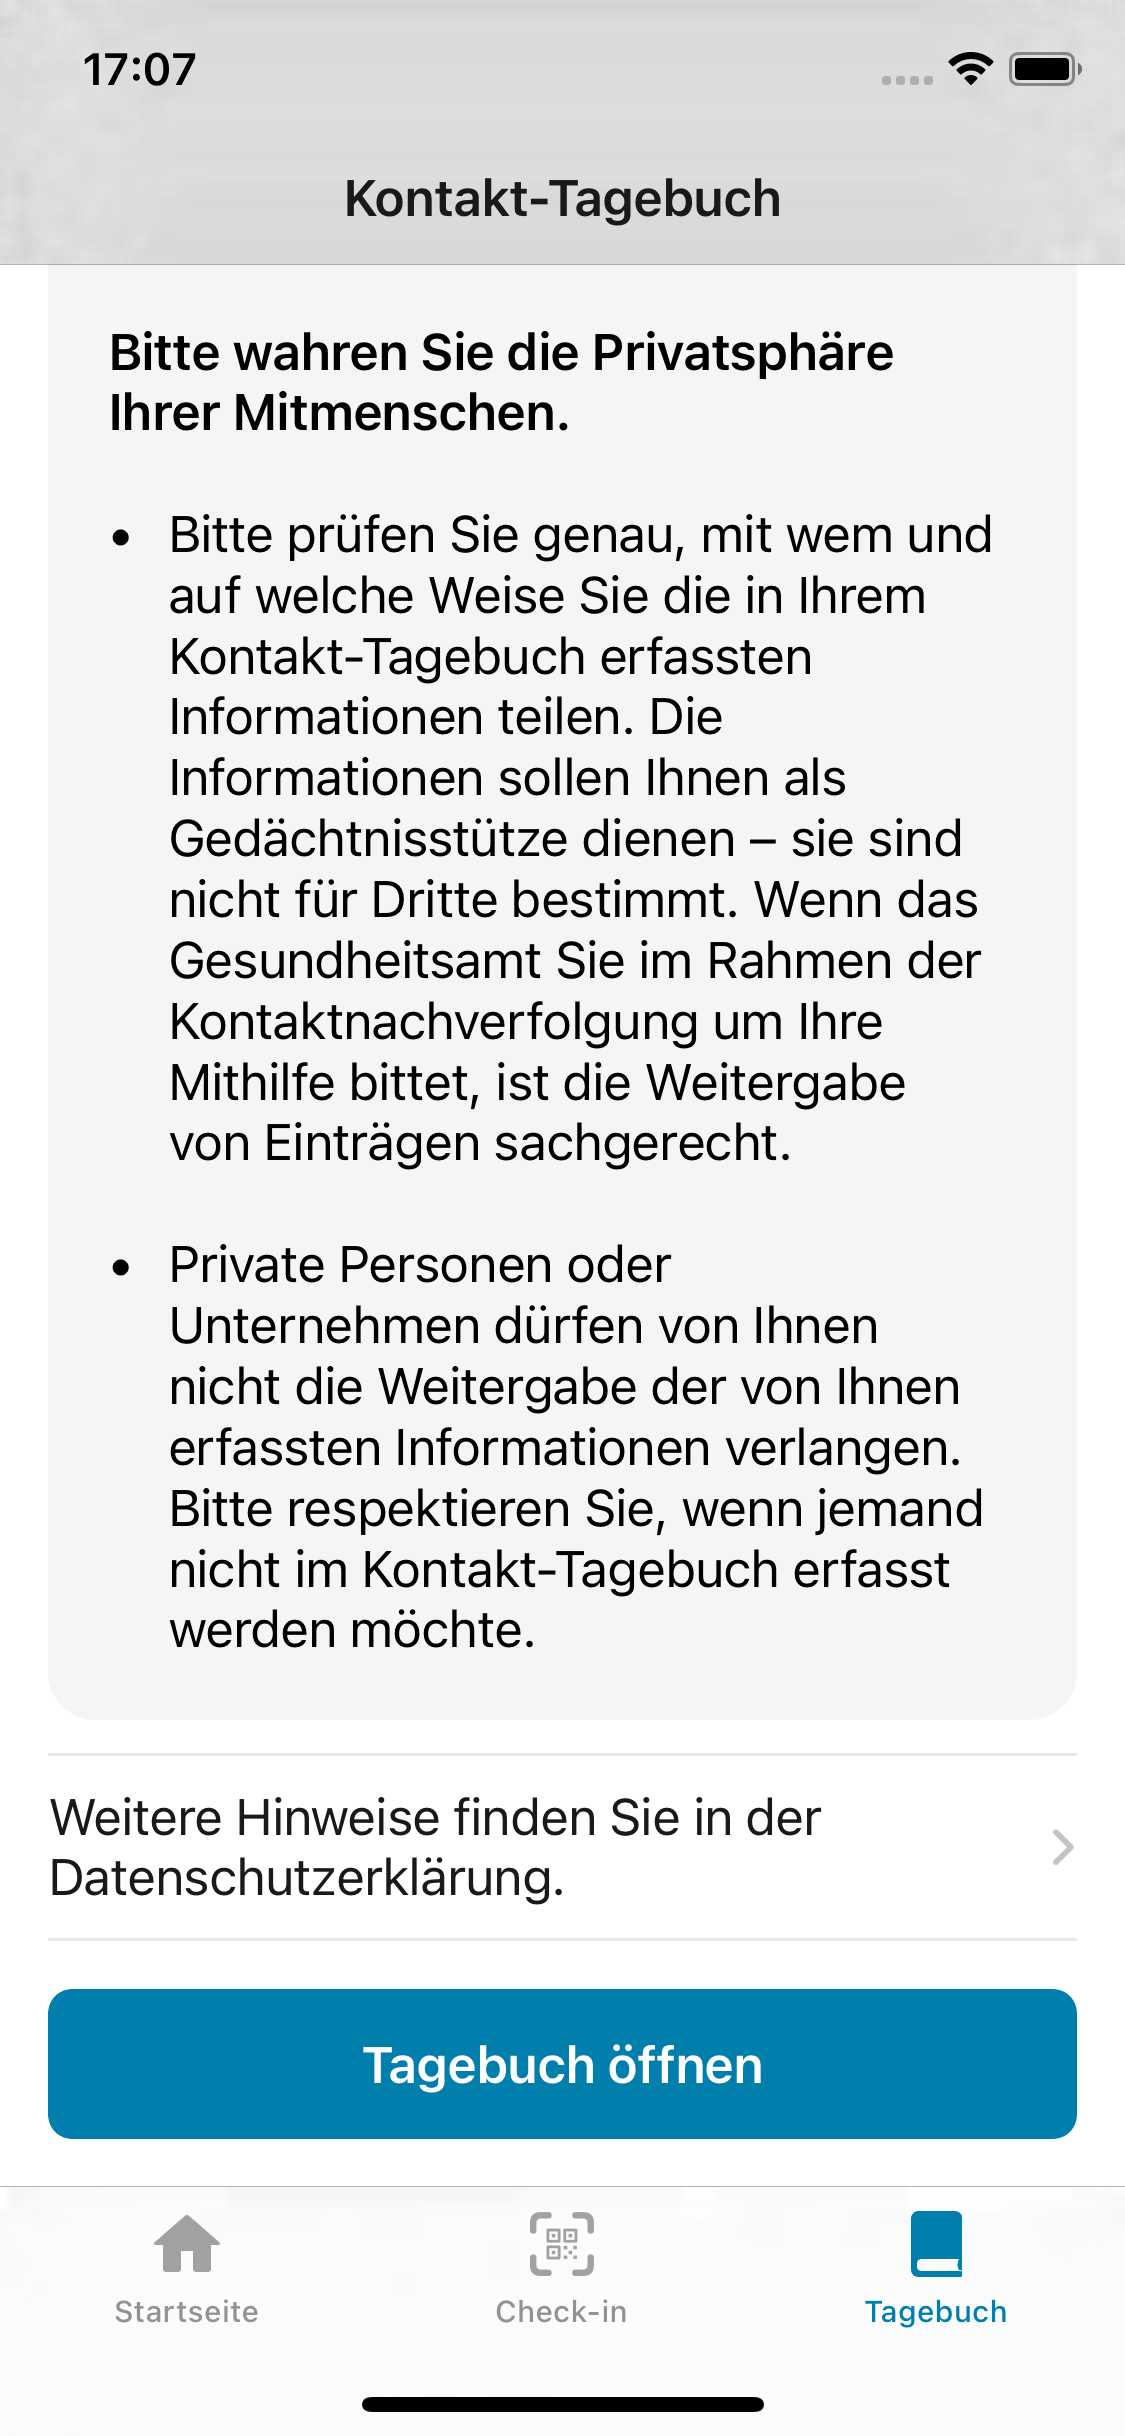 17:07
Kontakt-Tagebuch
Bitte wahren Sie die Privatsphäre
Ihrer Mitmenschen.
• Bitte prüfen Sie genau, mit wem und
auf welche Weise Sie die in Ihrem
Kontakt-Tagebuch erfassten
Informationen teilen. Die
Informationen sollen Ihnen als
Gedächtnisstütze dienen – sie sind
nicht für Dritte bestimmt. Wenn das
Gesundheitsamt Sie im Rahmen der
Kontaktnachverfolgung um Ihre
Mithilfe bittet, ist die Weitergabe
von Einträgen sachgerecht.
• Private Personen oder
Unternehmen dürfen von Ihnen
nicht die Weitergabe der von Ihnen
erfassten Informationen verlangen.
Bitte respektieren Sie, wenn jemand
nicht im Kontakt-Tagebuch erfasst
werden möchte.
Weitere Hinweise finden Sie in der
Datenschutzerklärung.
Tagebuch öffnen
Startseite
Check-in
Tagebuch